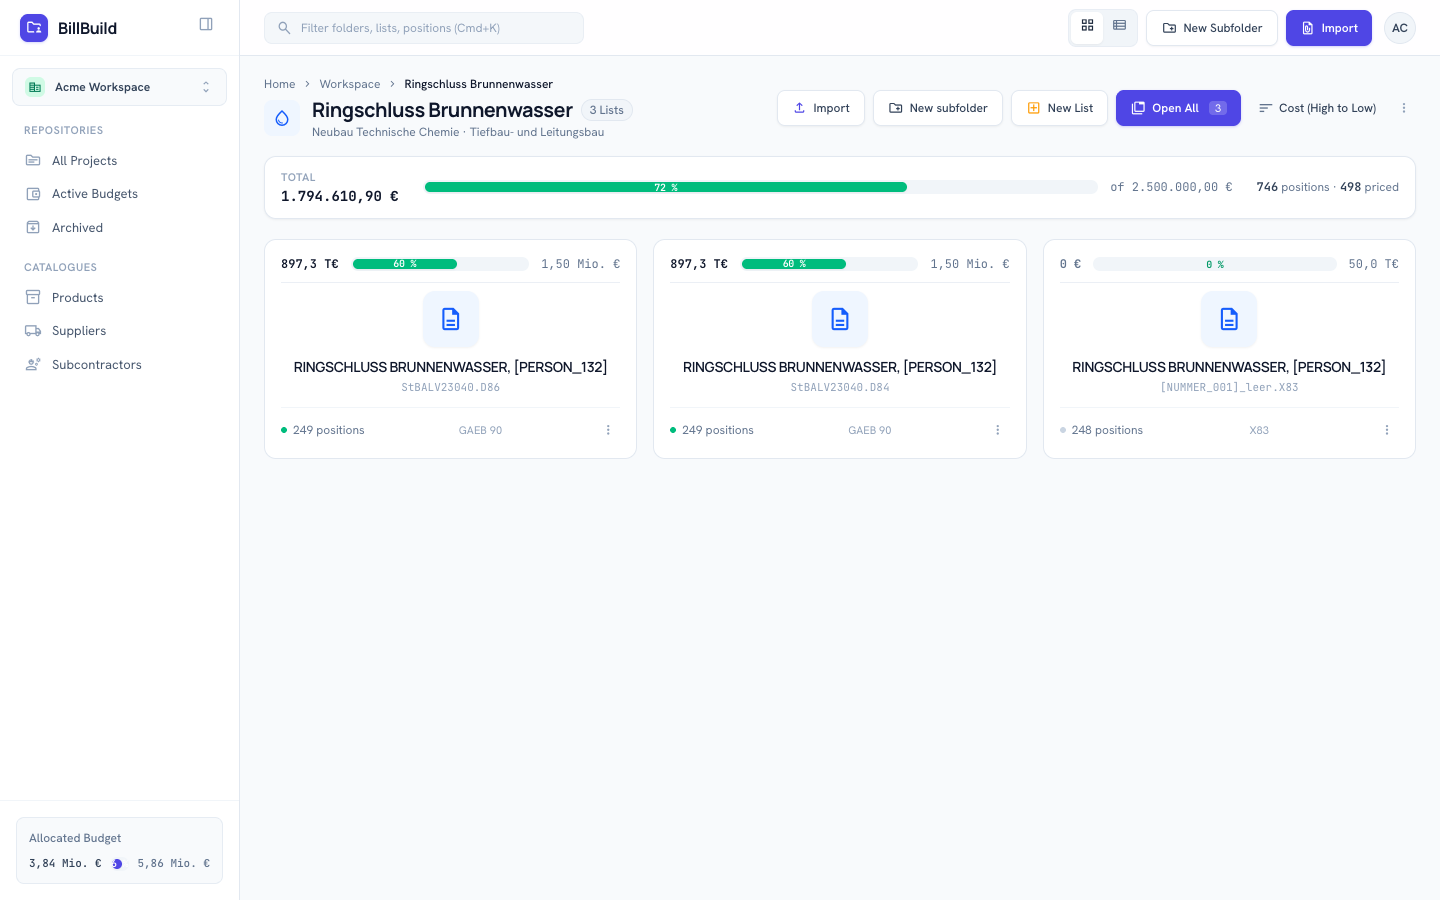 BillBuild
Filter folders, lists, positions (Cmd+K)
New Subfolder
Import
AC
Acme Workspace
REPOSITORIES
All Projects
Active Budgets
Archived
CATALOGUES
Products
Suppliers
Subcontractors
Allocated Budget
3,84 Mio. €
5,86 Mio. €
Home > Workspace > Ringschluss Brunnenwasser
Ringschluss Brunnenwasser 3 Lists
Neubau Technische Chemie · Tiefbau- und Leitungsbau
Import
New subfolder
New List
Open All 3
Cost (High to Low)
TOTAL
1.794.610,90 €
72 %
of 2.500.000,00 €
746 positions · 498 priced
897,3 T€ 60 % 1,50 Mio. €
RINGSCHLUSS BRUNNENWASSER, [PERSON_132]
StBALV23040.D86
249 positions GAEB 90
897,3 T€ 60 % 1,50 Mio. €
RINGSCHLUSS BRUNNENWASSER, [PERSON_132]
StBALV23040.D84
249 positions GAEB 90
0 € 0 % 50,0 T€
RINGSCHLUSS BRUNNENWASSER, [PERSON_132]
[NUMMER_001]_leer.X83
248 positions X83